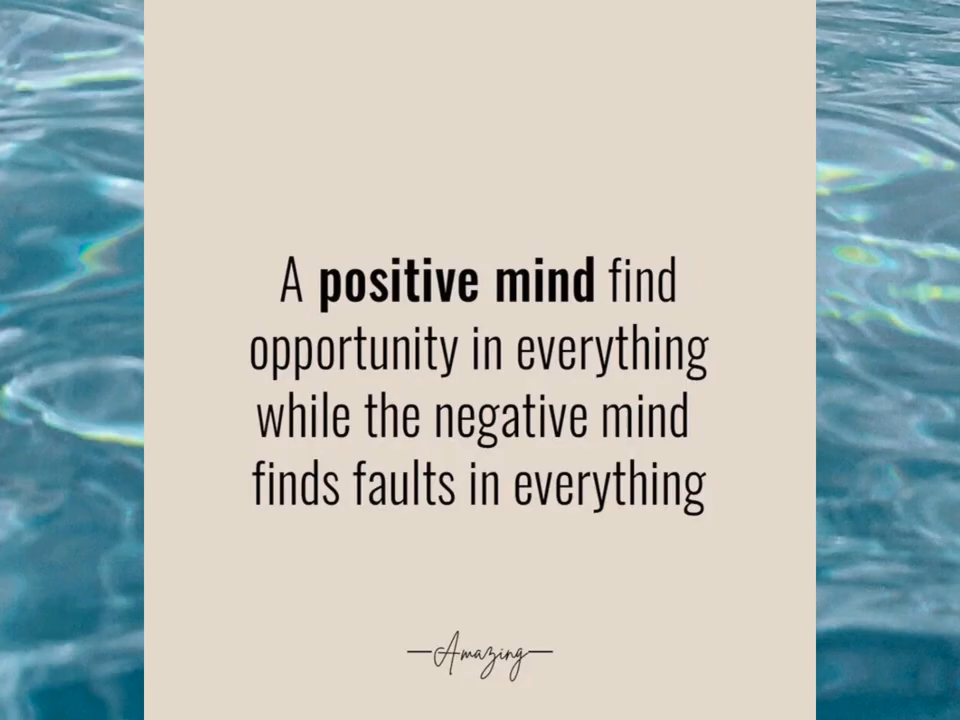 A positive mind find
opportunity in everything
while the negative mind
finds faults in everything
Amazing